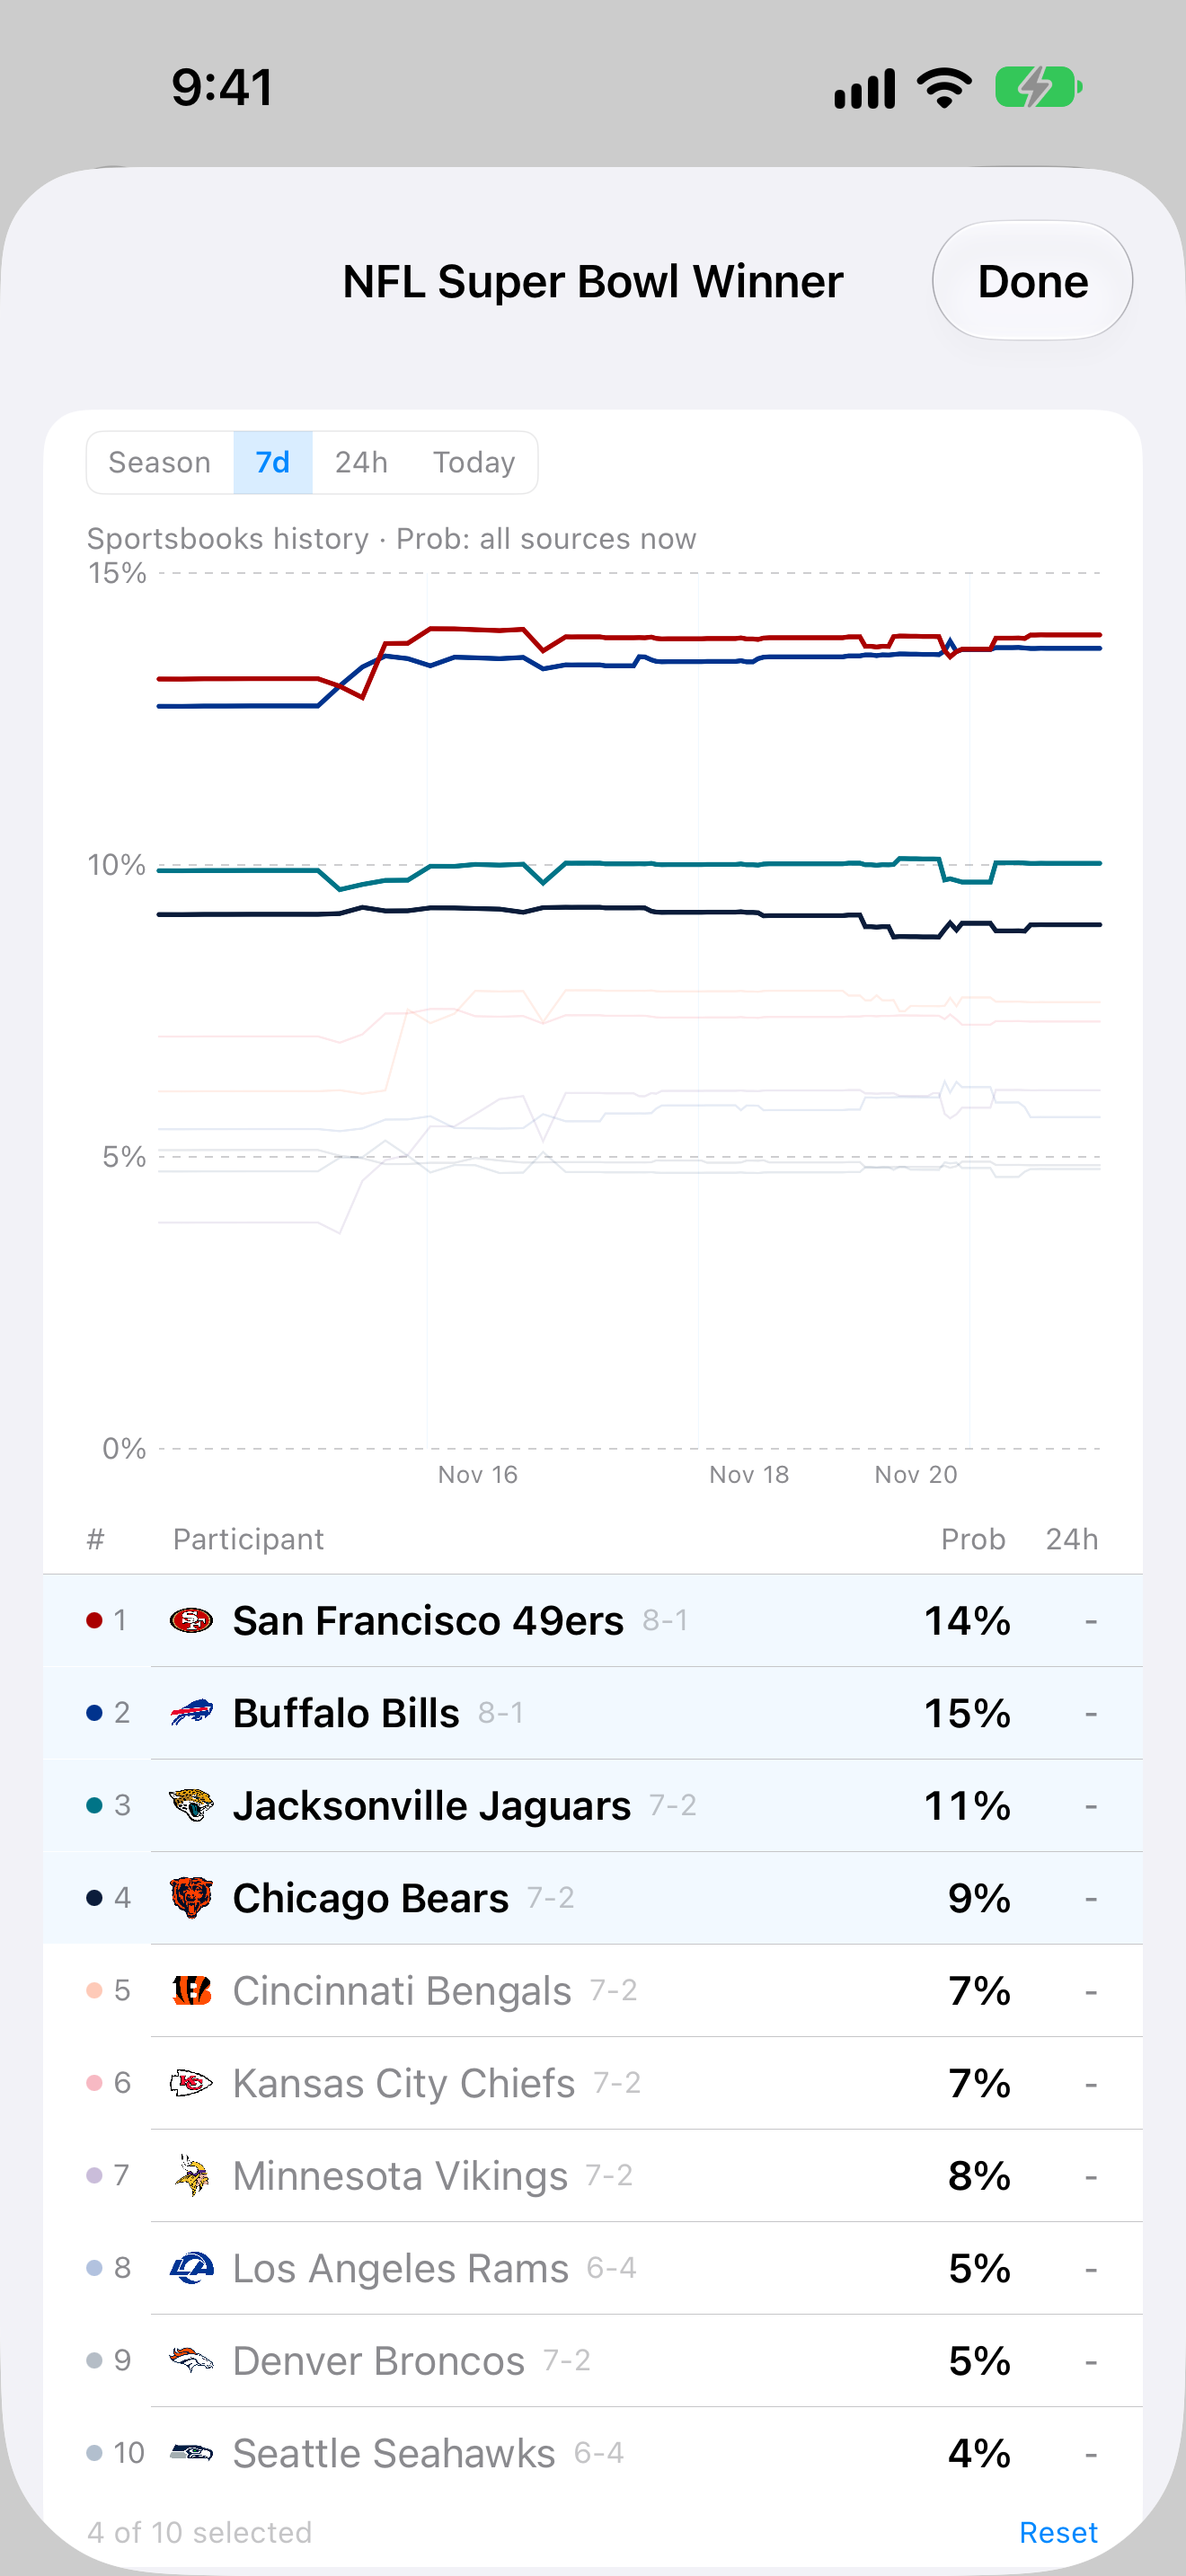 9:41
NFL Super Bowl Winner
Done
Season 7d 24h Today
Sportsbooks history · Prob: all sources now
15%
10%
5%
0%
Nov 16 Nov 18 Nov 20
# Participant Prob 24h
1 San Francisco 49ers 8-1 14% -
2 Buffalo Bills 8-1 15% -
3 Jacksonville Jaguars 7-2 11% -
4 Chicago Bears 7-2 9% -
5 Cincinnati Bengals 7-2 7% -
6 Kansas City Chiefs 7-2 7% -
7 Minnesota Vikings 7-2 8% -
8 Los Angeles Rams 6-4 5% -
9 Denver Broncos 7-2 5% -
10 Seattle Seahawks 6-4 4% -
4 of 10 selected Reset